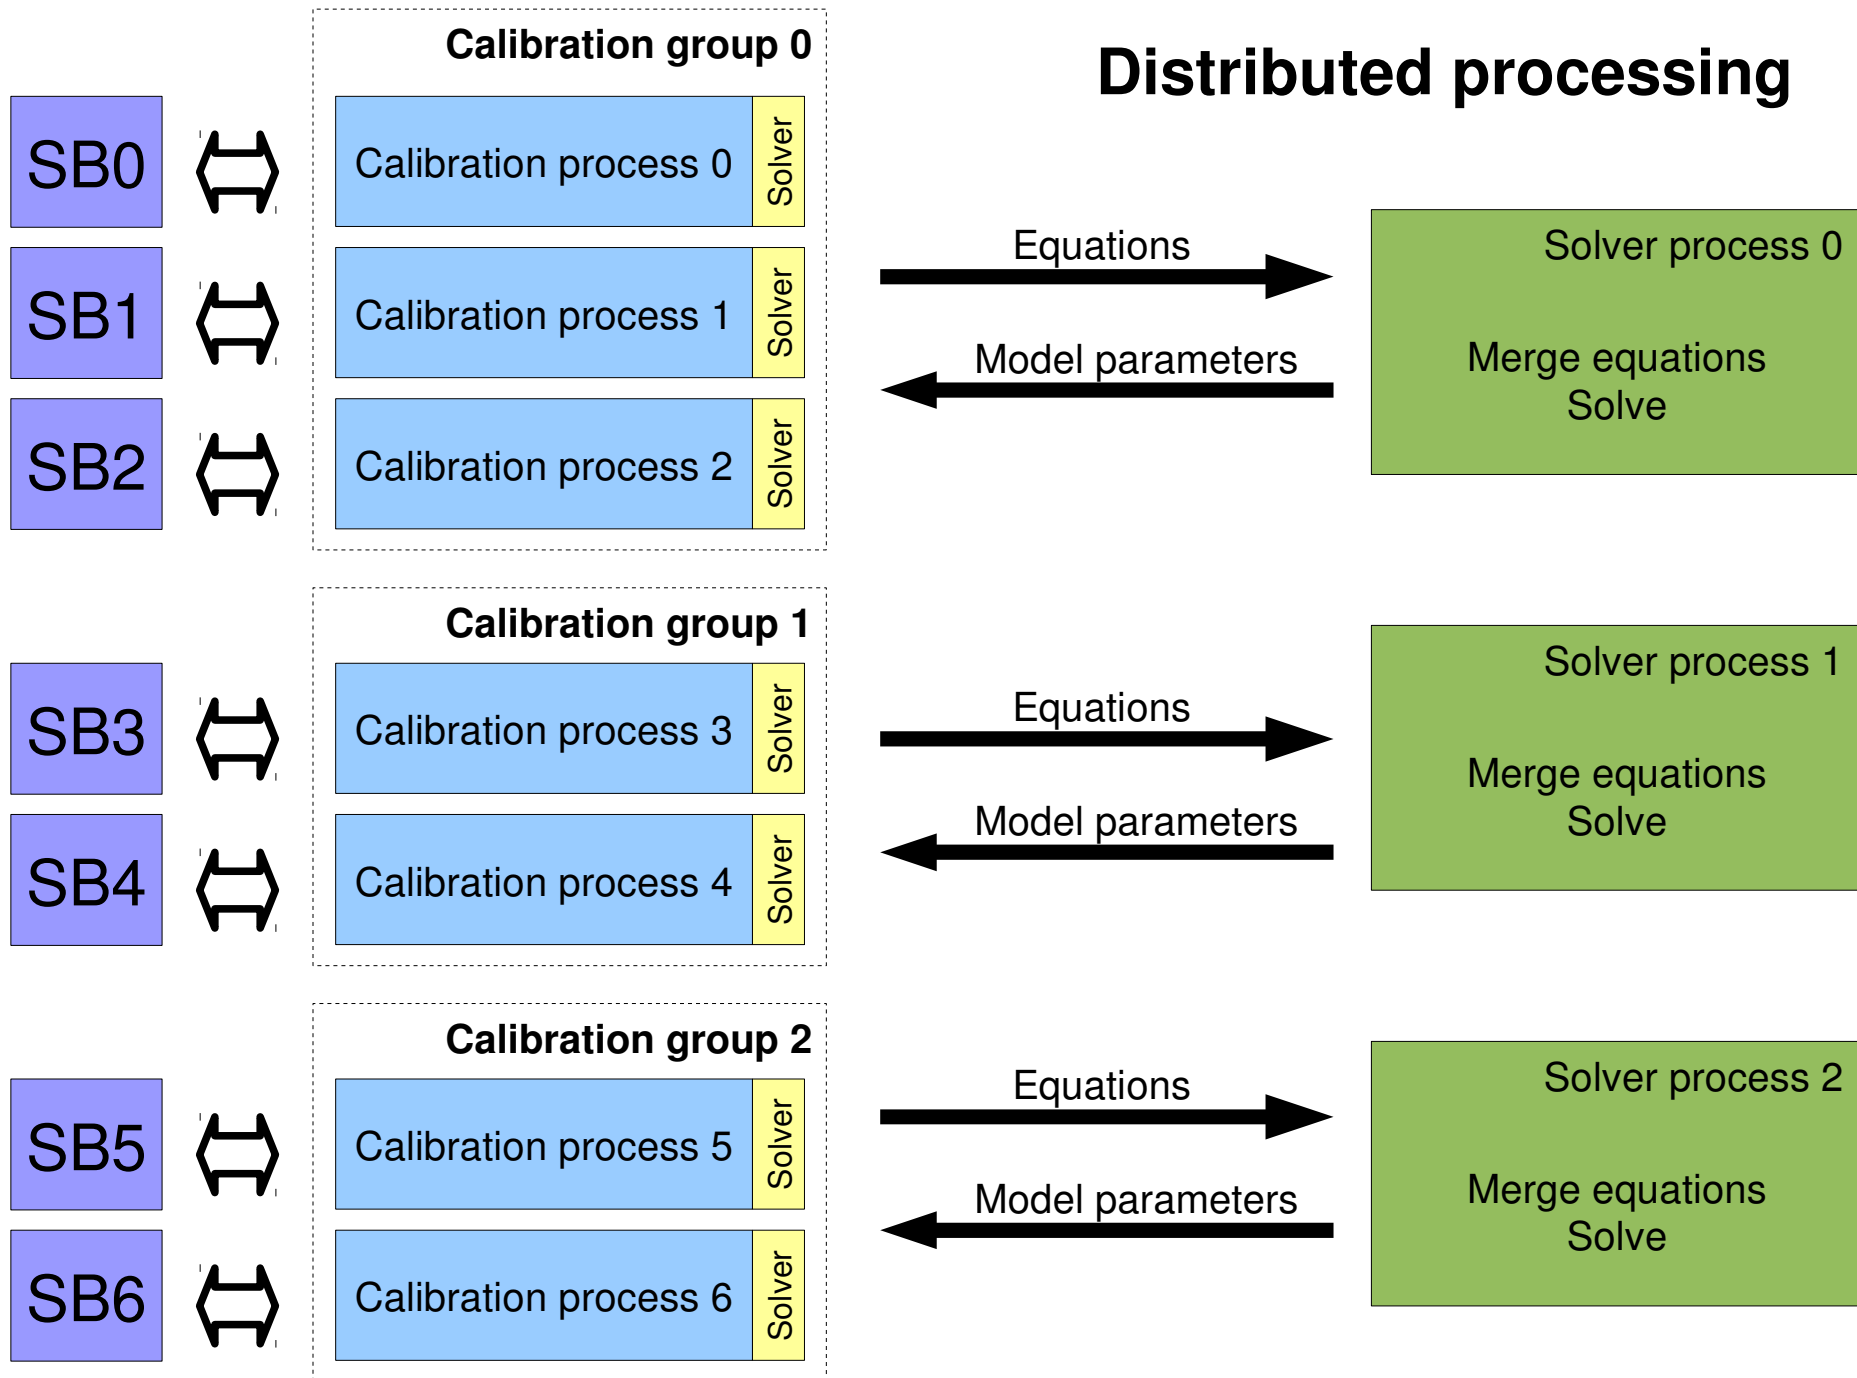 Distributed processing
Calibration group 0
SB0
Calibration process 0
Solver
SB1
Calibration process 1
Solver
SB2
Calibration process 2
Solver
Equations
Model parameters
Solver process 0
Merge equations
Solve
Calibration group 1
SB3
Calibration process 3
Solver
SB4
Calibration process 4
Solver
Equations
Model parameters
Solver process 1
Merge equations
Solve
Calibration group 2
SB5
Calibration process 5
Solver
SB6
Calibration process 6
Solver
Equations
Model parameters
Solver process 2
Merge equations
Solve